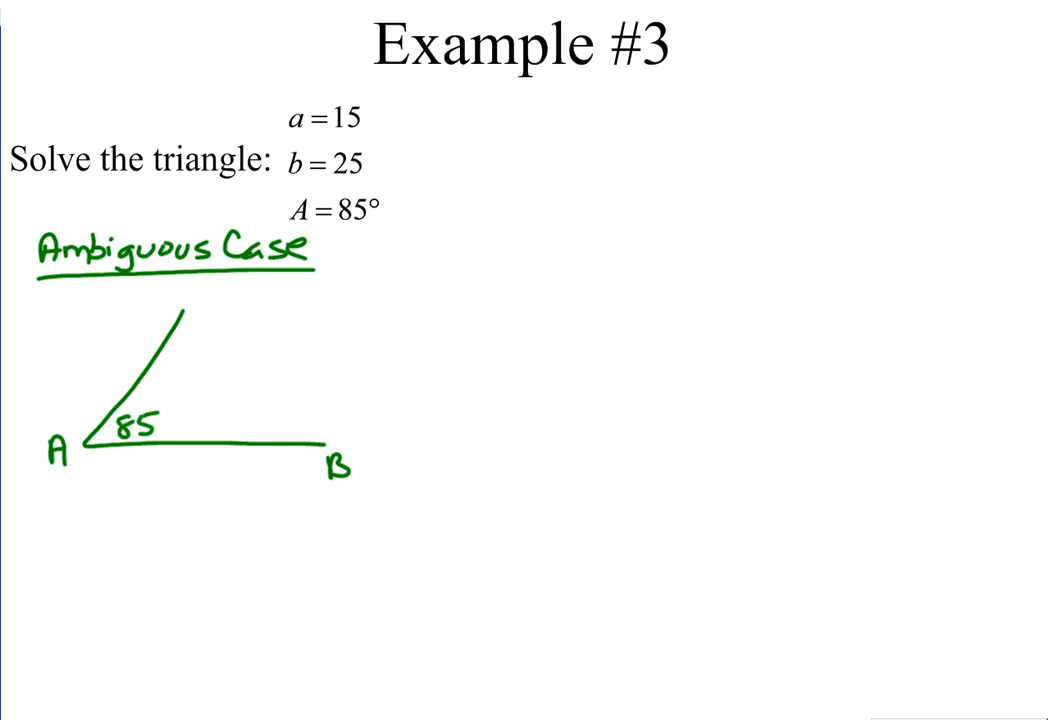 Example #3
a = 15
Solve the triangle: b = 25
A = 85°
Ambiguous Case
85
A
B